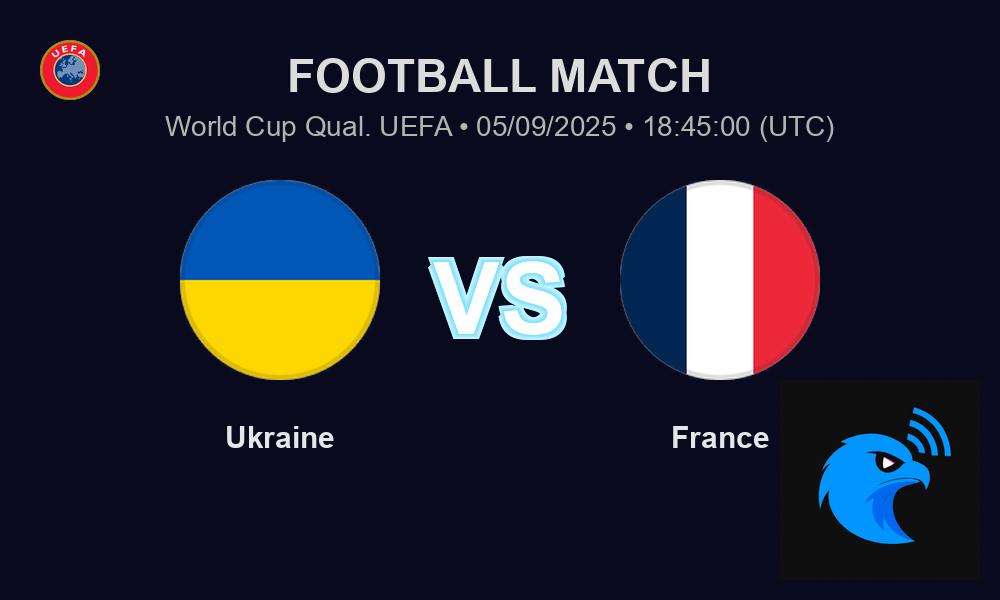 UEFA
FOOTBALL MATCH
World Cup Qual. UEFA • 05/09/2025 • 18:45:00 (UTC)
VS
Ukraine
France